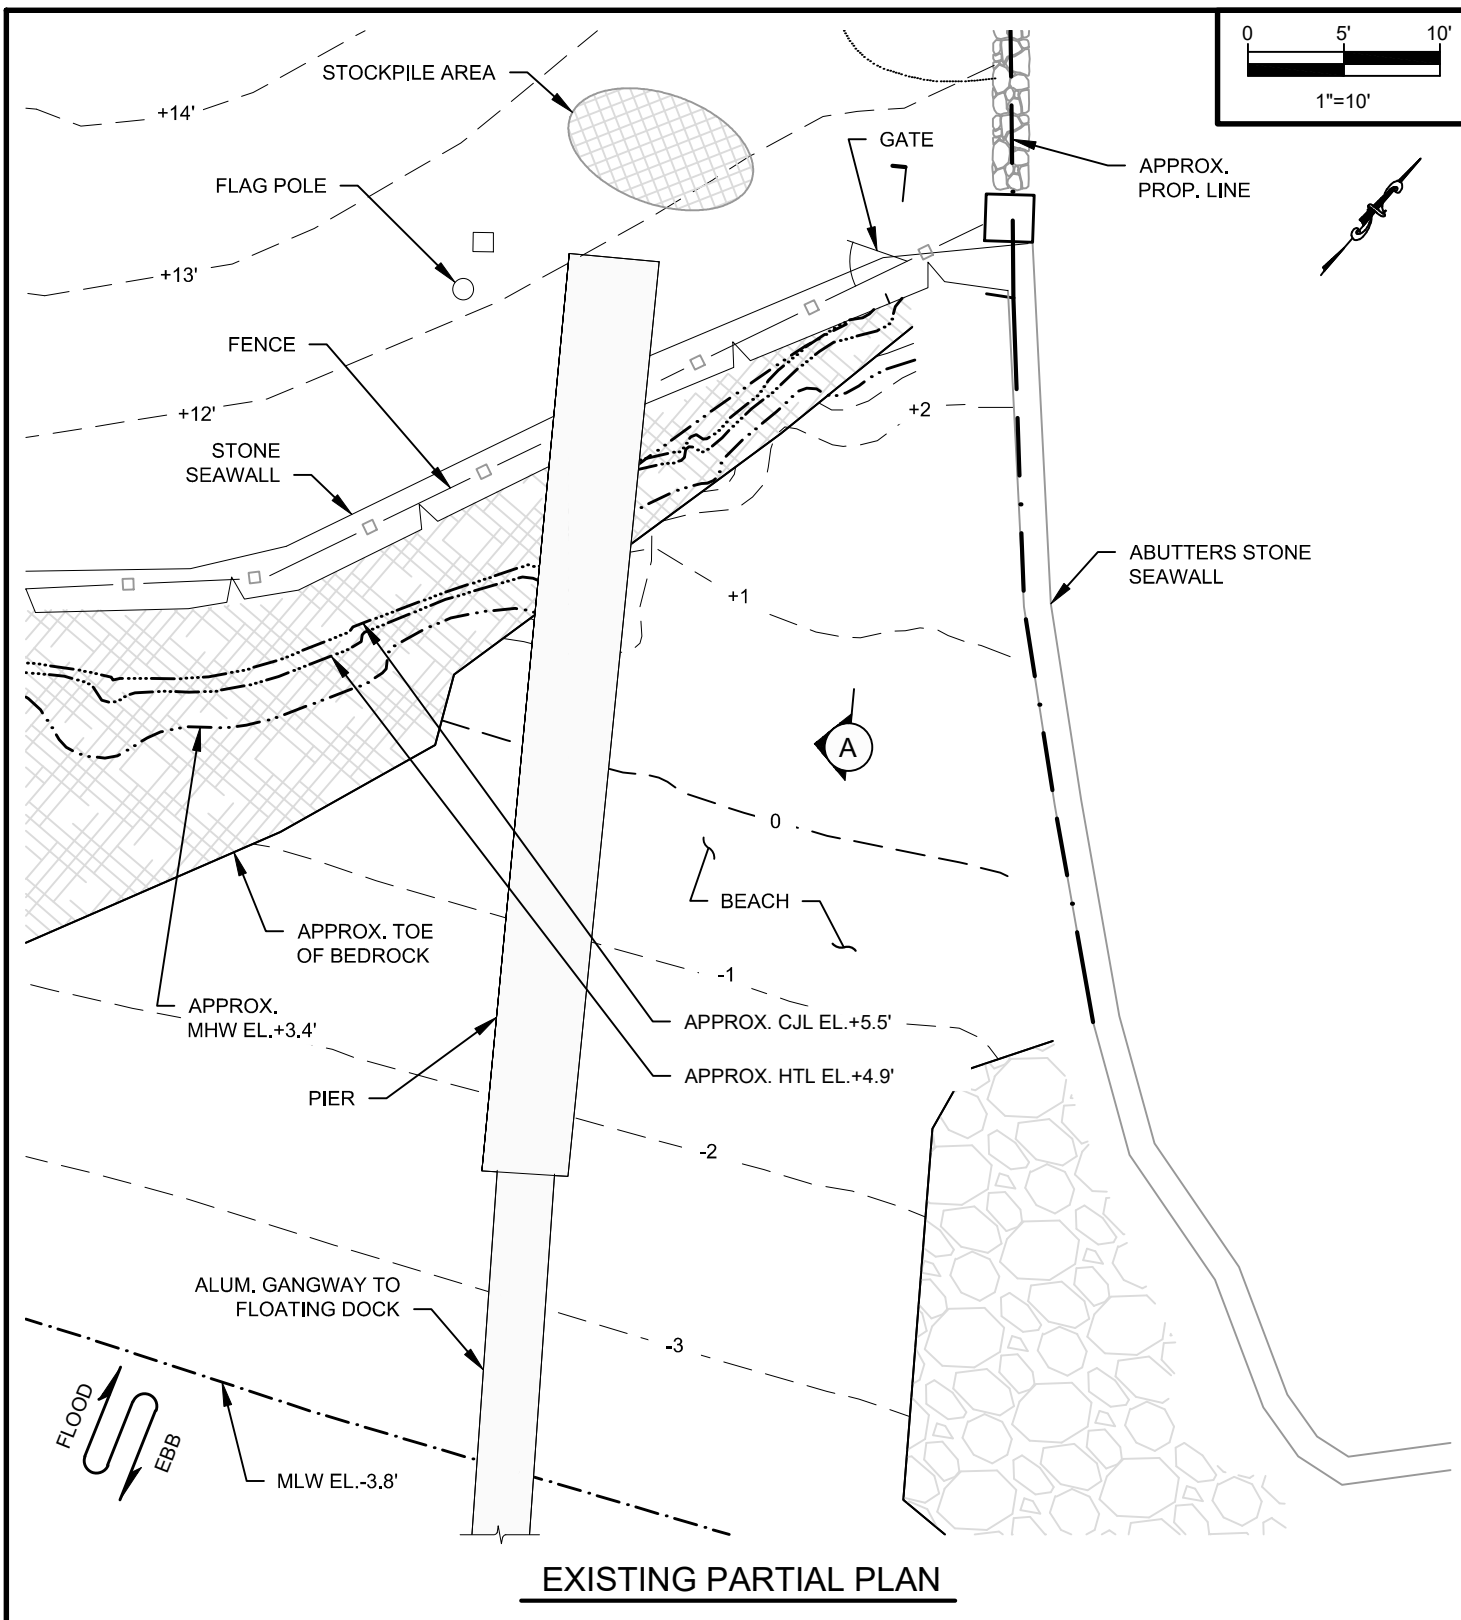 0 5' 10'
1"=10'
STOCKPILE AREA
+14'
GATE
APPROX.
PROP. LINE
FLAG POLE
+13'
FENCE
+12'
+2
STONE
SEAWALL
ABUTTERS STONE
SEAWALL
+1
A
0
BEACH
APPROX. TOE
OF BEDROCK
-1
APPROX.
MHW EL.+3.4'
APPROX. CJL EL.+5.5'
APPROX. HTL EL.+4.9'
PIER
-2
ALUM. GANGWAY TO
FLOATING DOCK
-3
FLOOD
EBB
MLW EL.-3.8'
EXISTING PARTIAL PLAN